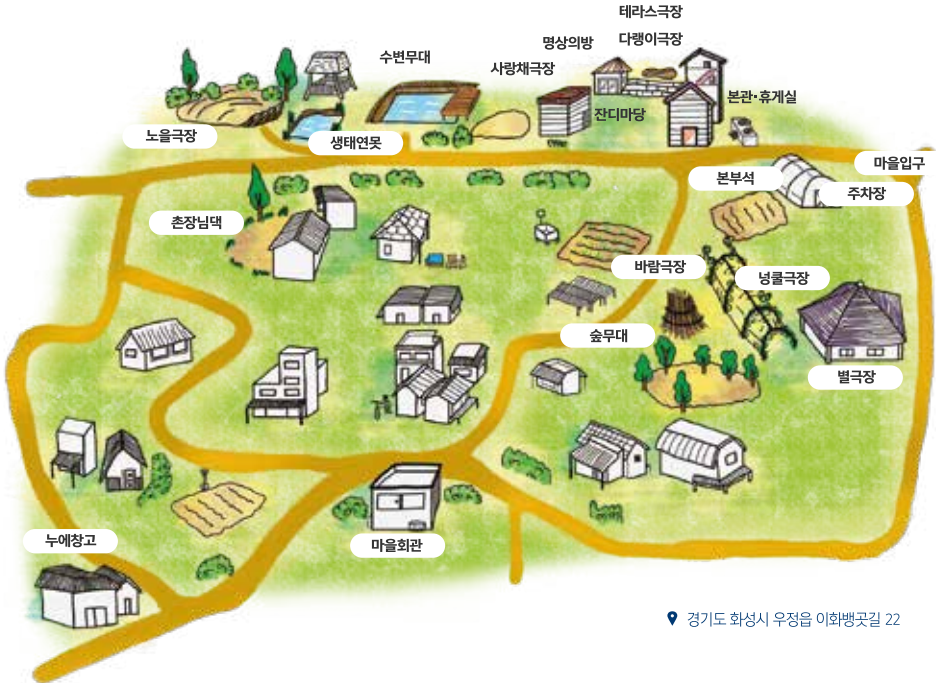 테라스극장
명상의방
다랭이극장
수변무대
사랑채극장
본관·휴게실
잔디마당
노을극장
생태연못
마을입구
본부석
주차장
촌장님댁
바람극장
넝쿨극장
숲무대
별극장
누에창고
마을회관
경기도 화성시 우정읍 이화뱅곳길 22